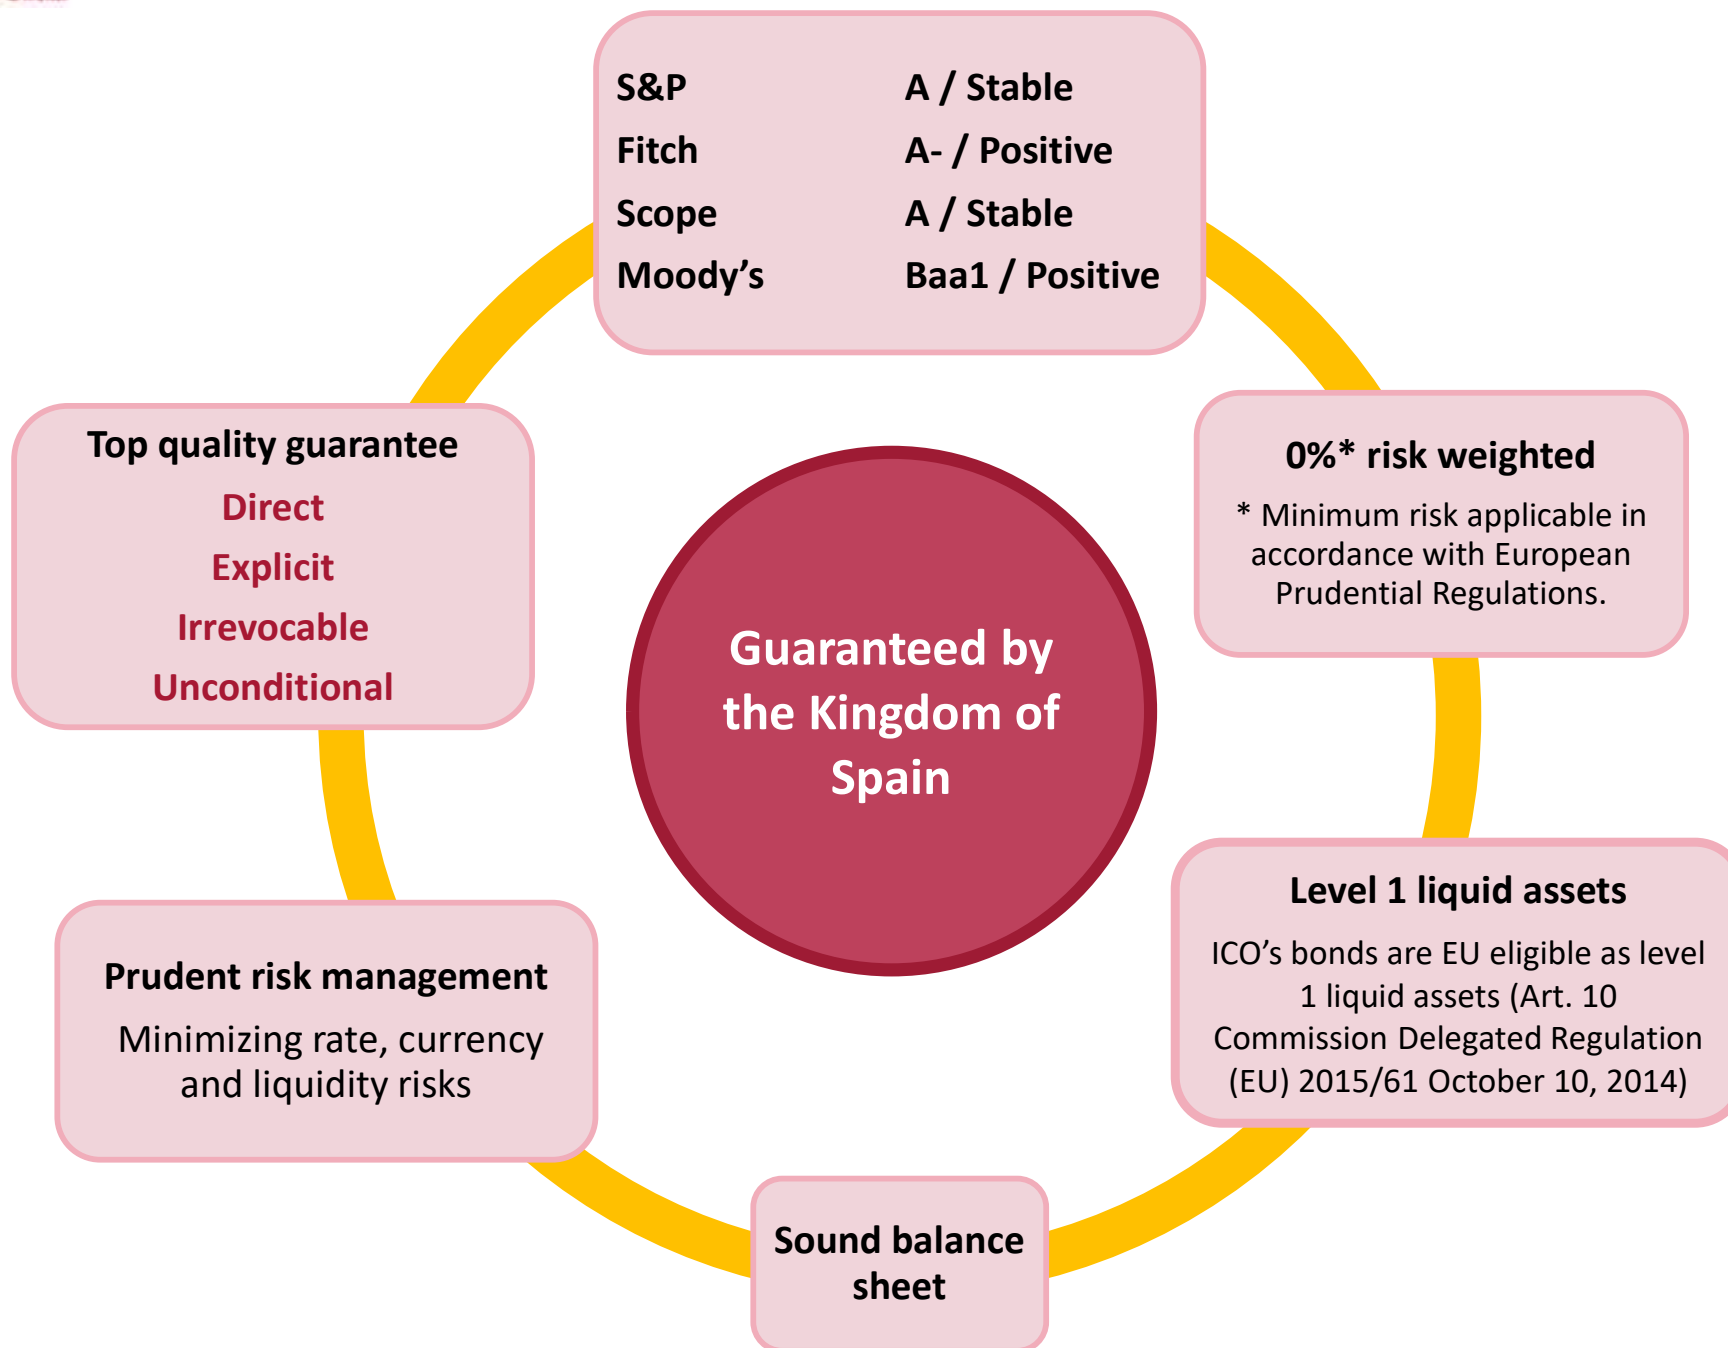 S&P A / Stable
Fitch A- / Positive
Scope A / Stable
Moody’s Baa1 / Positive
Top quality guarantee
Direct
Explicit
Irrevocable
Unconditional
0%* risk weighted
* Minimum risk applicable in
accordance with European
Prudential Regulations.
Guaranteed by
the Kingdom of
Spain
Prudent risk management
Minimizing rate, currency
and liquidity risks
Level 1 liquid assets
ICO’s bonds are EU eligible as level
1 liquid assets (Art. 10
Commission Delegated Regulation
(EU) 2015/61 October 10, 2014)
Sound balance
sheet